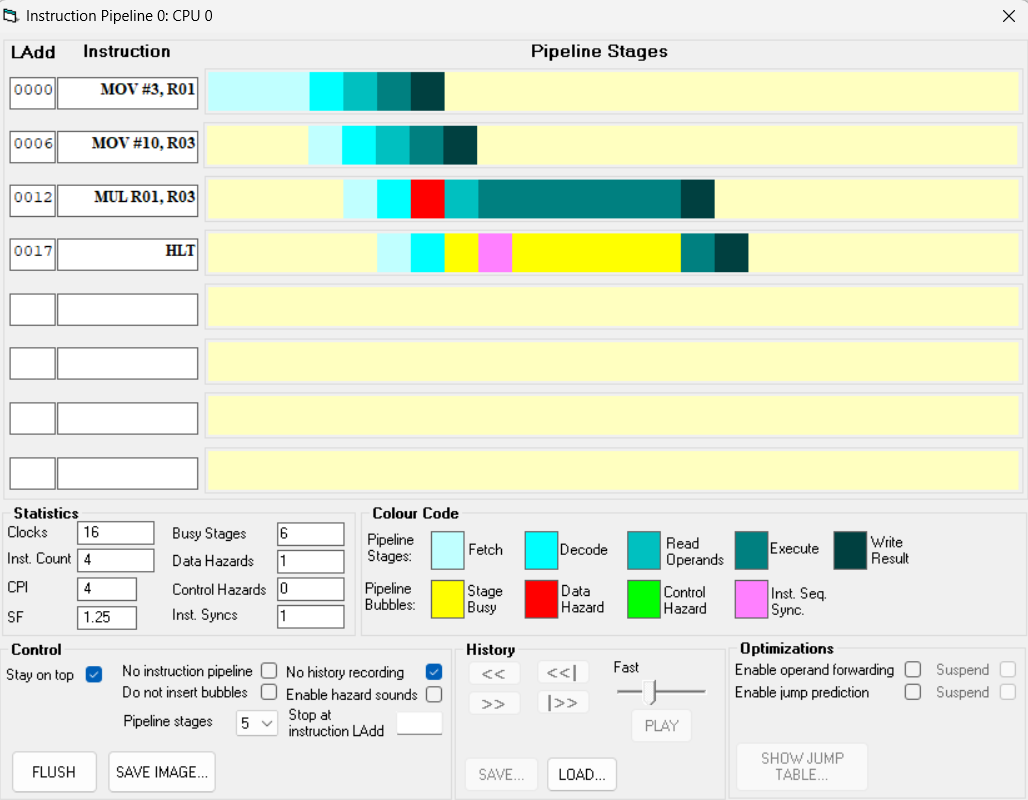 Instruction Pipeline 0: CPU 0
LAdd Instruction Pipeline Stages
0000 MOV #3, R01
0006 MOV #10, R03
0012 MUL R01, R03
0017 HLT
Statistics
Clocks 16 Busy Stages 6
Inst. Count 4 Data Hazards 1
CPI 4 Control Hazards 0
SF 1.25 Inst. Syncs 1
Colour Code
Pipeline Stages: Fetch Decode Read Operands Execute Write Result
Pipeline Bubbles: Stage Busy Data Hazard Control Hazard Inst. Seq. Sync.
Control
Stay on top No instruction pipeline No history recording
Do not insert bubbles Enable hazard sounds
Pipeline stages 5 Stop at instruction LAdd
FLUSH SAVE IMAGE...
History
<< <<| Fast
>> |>> PLAY
SAVE... LOAD...
Optimizations
Enable operand forwarding Suspend
Enable jump prediction Suspend
SHOW JUMP
TABLE...